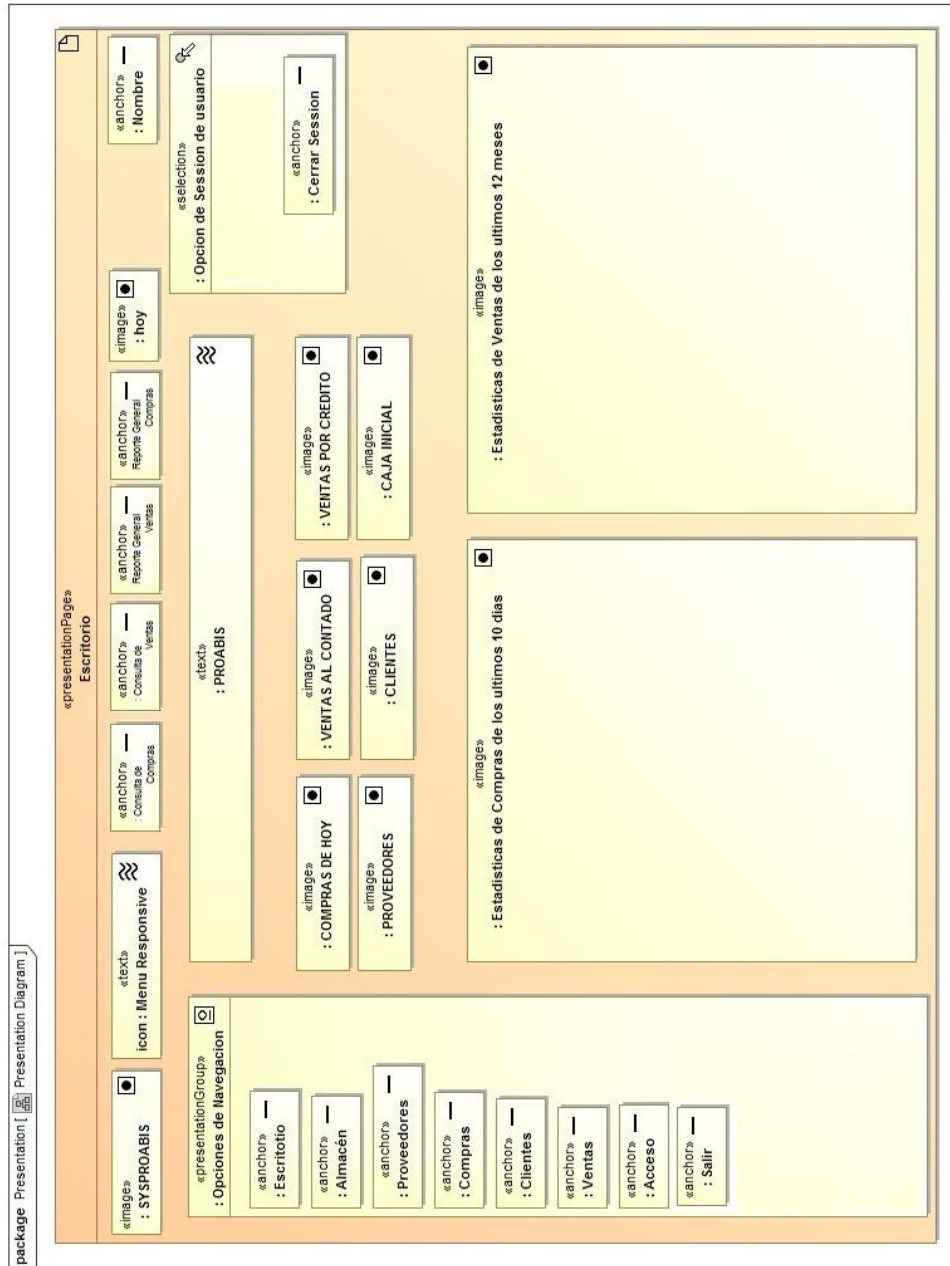 package Presentation [ Presentation Diagram ]
«presentationPage»
Escritorio
«image»
: SYSPROABIS
«text»
icon : Menu Responsive
«anchor»
: Consulta de
Compras
«anchor»
: Consulta de
Ventas
«anchor»
Reporte General
Ventas
«anchor»
Reporte General
Compras
«image»
: hoy
«anchor»
: Nombre
«selection»
: Opcion de Session de usuario
«anchor»
: Cerrar Session
«presentationGroup»
: Opciones de Navegacion
«anchor»
: Escritotio
«anchor»
: Almacén
«anchor»
: Proveedores
«anchor»
: Compras
«anchor»
: Clientes
«anchor»
: Ventas
«anchor»
: Acceso
«anchor»
: Salir
«text»
: PROABIS
«image»
: COMPRAS DE HOY
«image»
: VENTAS AL CONTADO
«image»
: VENTAS POR CREDITO
«image»
: PROVEEDORES
«image»
: CLIENTES
«image»
: CAJA INICIAL
«image»
: Estadisticas de Compras de los ultimos 10 dias
«image»
: Estadisticas de Ventas de los ultimos 12 meses